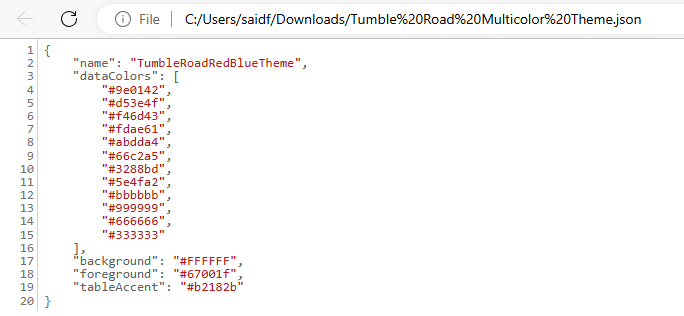 File C:/Users/saidf/Downloads/Tumble%20Road%20Multicolor%20Theme.json
1 {
2 "name": "TumbleRoadRedBlueTheme",
3 "dataColors": [
4 "#9e0142",
5 "#d53e4f",
6 "#f46d43",
7 "#fdae61",
8 "#abdda4",
9 "#66c2a5",
10 "#3288bd",
11 "#5e4fa2",
12 "#bbbbbb",
13 "#999999",
14 "#666666",
15 "#333333"
16 ],
17 "background": "#FFFFFF",
18 "foreground": "#67001f",
19 "tableAccent": "#b2182b"
20 }